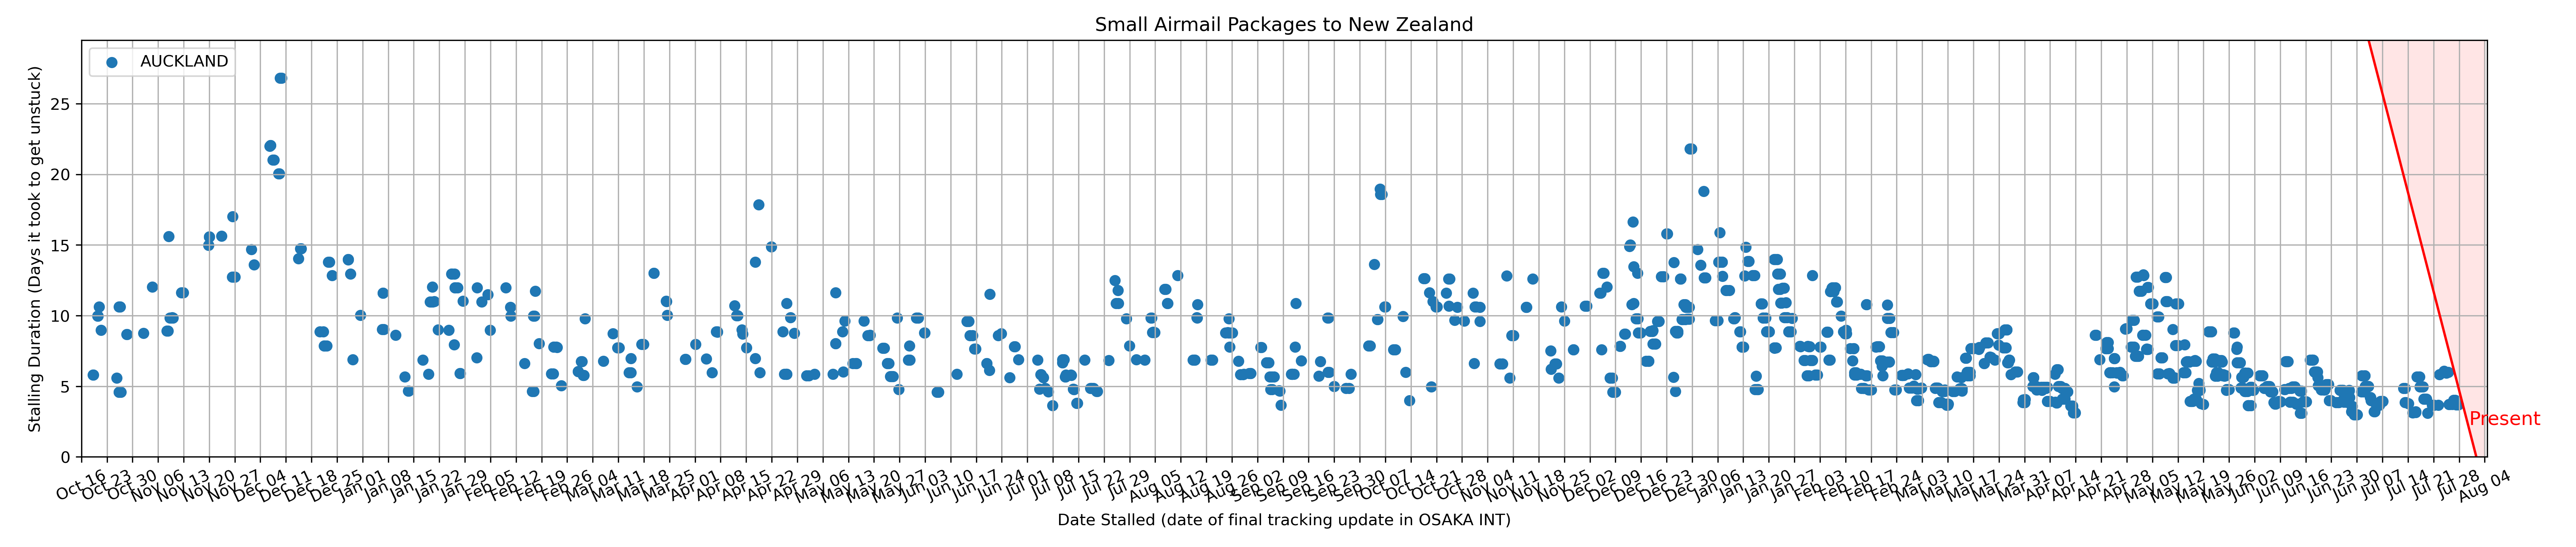 Small Airmail Packages to New Zealand
AUCKLAND
Stalling Duration (Days it took to get unstuck)
25
20
15
10
5
0
Present
Oct 16 Oct 23 Oct 30 Nov 06 Nov 13 Nov 20 Nov 27 Dec 04 Dec 11 Dec 18 Dec 25 Jan 01 Jan 08 Jan 15 Jan 22 Jan 29 Feb 05 Feb 12 Feb 19 Feb 26 Mar 04 Mar 11 Mar 18 Mar 25 Apr 01 Apr 08 Apr 15 Apr 22 Apr 29 May 06 May 13 May 20 May 27 Jun 03 Jun 10 Jun 17 Jun 24 Jul 01 Jul 08 Jul 15 Jul 22 Jul 29 Aug 05 Aug 12 Aug 19 Aug 26 Sep 02 Sep 09 Sep 16 Sep 23 Sep 30 Oct 07 Oct 14 Oct 21 Oct 28 Nov 04 Nov 11 Nov 18 Nov 25 Dec 02 Dec 09 Dec 16 Dec 23 Dec 30 Jan 06 Jan 13 Jan 20 Jan 27 Feb 03 Feb 10 Feb 17 Feb 24 Mar 03 Mar 10 Mar 17 Mar 24 Mar 31 Apr 07 Apr 14 Apr 21 Apr 28 May 05 May 12 May 19 May 26 Jun 02 Jun 09 Jun 16 Jun 23 Jun 30 Jul 07 Jul 14 Jul 21 Jul 28 Aug 04
Date Stalled (date of final tracking update in OSAKA INT)